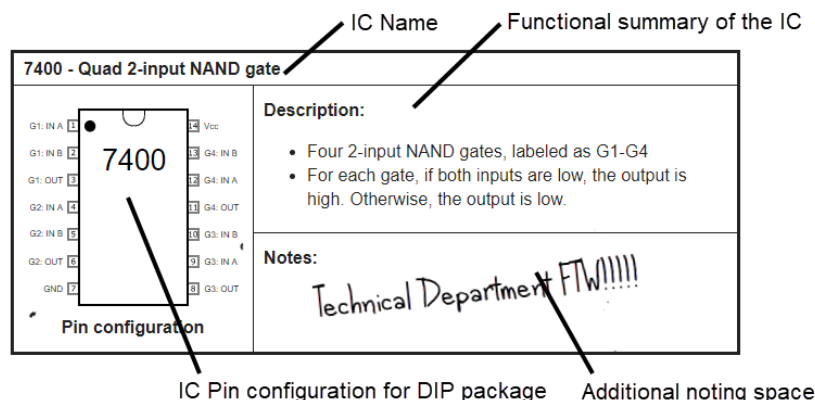 IC Name
Functional summary of the IC
7400 - Quad 2-input NAND gate
G1: IN A 1
14 Vcc
G1: IN B 2
13 G4: IN B
G1: OUT 3
12 G4: IN A
G2: IN A 4
11 G4: OUT
G2: IN B 5
10 G3: IN B
G2: OUT 6
9 G3: IN A
GND 7
8 G3: OUT
7400
Pin configuration
Description:
• Four 2-input NAND gates, labeled as G1-G4
• For each gate, if both inputs are low, the output is
high. Otherwise, the output is low.
Notes:
Technical Department FTW!!!!!
IC Pin configuration for DIP package
Additional noting space